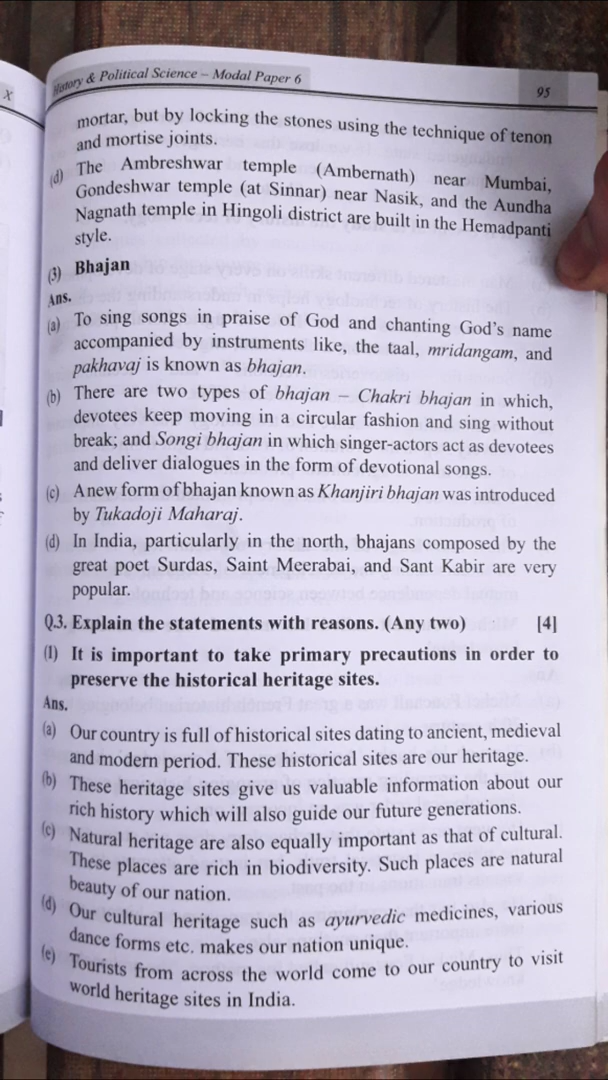 X
History & Political Science – Modal Paper 6
95
mortar, but by locking the stones using the technique of tenon
and mortise joints.
(d) The Ambreshwar temple (Ambernath) near Mumbai,
Gondeshwar temple (at Sinnar) near Nasik, and the Aundha
Nagnath temple in Hingoli district are built in the Hemadpanti
style.
(3) Bhajan
Ans.
(a) To sing songs in praise of God and chanting God's name
accompanied by instruments like, the taal, mridangam, and
pakhavaj is known as bhajan.
(b) There are two types of bhajan – Chakri bhajan in which,
devotees keep moving in a circular fashion and sing without
break; and Songi bhajan in which singer-actors act as devotees
and deliver dialogues in the form of devotional songs.
(c) A new form of bhajan known as Khanjiri bhajan was introduced
by Tukadoji Maharaj.
(d) In India, particularly in the north, bhajans composed by the
great poet Surdas, Saint Meerabai, and Sant Kabir are very
popular.
Q.3. Explain the statements with reasons. (Any two) [4]
(1) It is important to take primary precautions in order to
preserve the historical heritage sites.
Ans.
(a) Our country is full of historical sites dating to ancient, medieval
and modern period. These historical sites are our heritage.
(b) These heritage sites give us valuable information about our
rich history which will also guide our future generations.
(c) Natural heritage are also equally important as that of cultural.
These places are rich in biodiversity. Such places are natural
beauty of our nation.
(d) Our cultural heritage such as ayurvedic medicines, various
dance forms etc. makes our nation unique.
(e) Tourists from across the world come to our country to visit
world heritage sites in India.